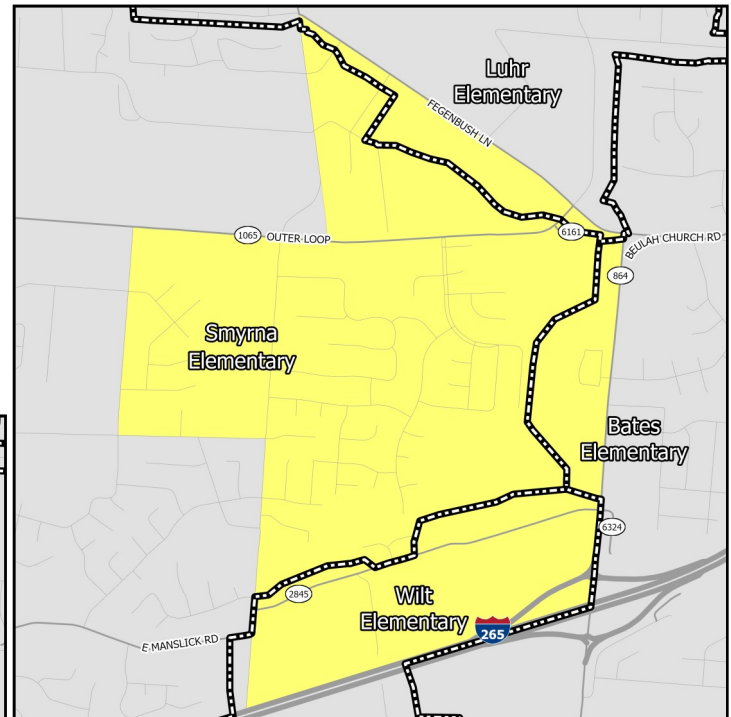 Luhr
Elementary
FEGENBUSH LN
1065
OUTER LOOP
6161
BEULAH CHURCH RD
864
Smyrna
Elementary
Bates
Elementary
6324
2845
Wilt
Elementary
265
E MANSLICK RD